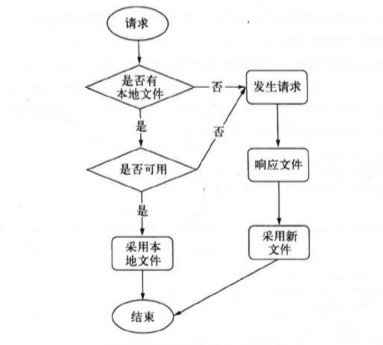 请求
是否有
本地文件
否
发生请求
是
否
是否可用
响应文件
是
采用本
地文件
采用新
文件
结束